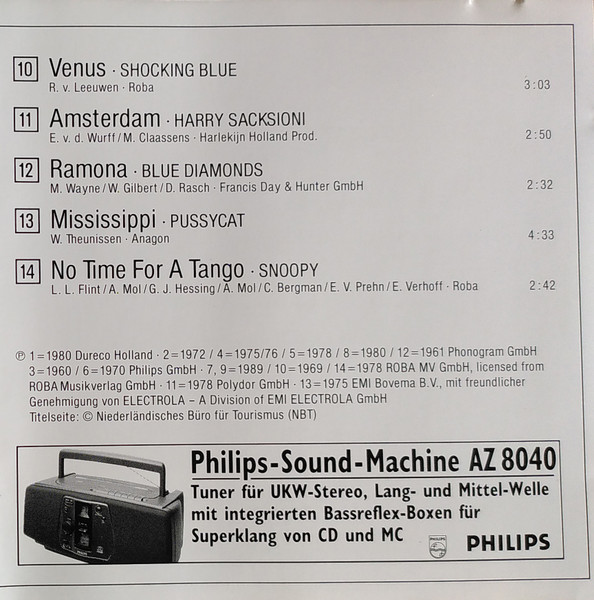 10 Venus · SHOCKING BLUE
R. v. Leeuwen · Roba 3:03
11 Amsterdam · HARRY SACKSIONI
E. v. d. Wurff/M. Claassens · Harlekijn Holland Prod. 2:50
12 Ramona · BLUE DIAMONDS
M. Wayne/W. Gilbert/D. Rasch · Francis Day & Hunter GmbH 2:32
13 Mississippi · PUSSYCAT
W. Theunissen · Anagon 4:33
14 No Time For A Tango · SNOOPY
L. L. Flint/A. Mol/G. J. Hessing/A. Mol/C. Bergman/E. V. Prehn/E. Verhoff · Roba 2:42
℗ 1=1980 Dureco Holland · 2=1972 / 4=1975/76 / 5=1978 / 8=1980 / 12=1961 Phonogram GmbH
3=1960 / 6=1970 Philips GmbH · 7, 9=1989 / 10=1969 / 14=1978 ROBA MV GmbH, licensed from
ROBA Musikverlag GmbH · 11=1978 Polydor GmbH · 13=1975 EMI Bovema B.V., mit freundlicher
Genehmigung von ELECTROLA – A Division of EMI ELECTROLA GmbH
Titelseite: © Niederländisches Büro für Tourismus (NBT)
Philips-Sound-Machine AZ 8040
Tuner für UKW-Stereo, Lang- und Mittel-Welle
mit integrierten Bassreflex-Boxen für
Superklang von CD und MC
PHILIPS